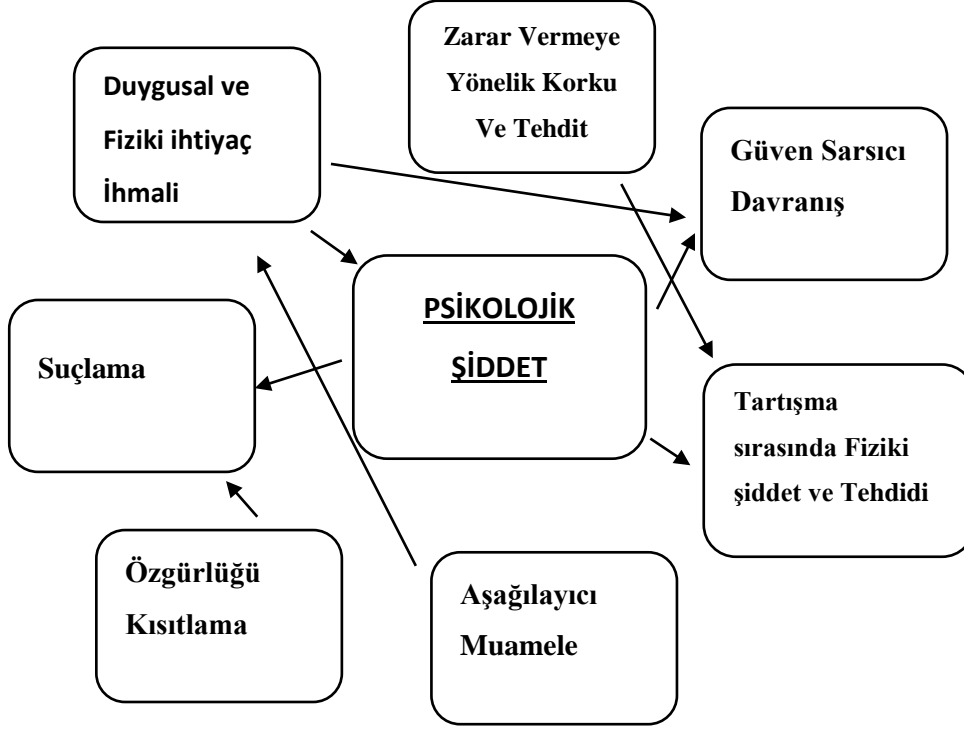 Zarar Vermeye
Yönelik Korku
Ve Tehdit
Duygusal ve
Fiziki ihtiyaç
İhmali
Güven Sarsıcı
Davranış
PSİKOLOJİK
ŞİDDET
Suçlama
Tartışma
sırasında Fiziki
şiddet ve Tehdidi
Özgürlüğü
Kısıtlama
Aşağılayıcı
Muamele